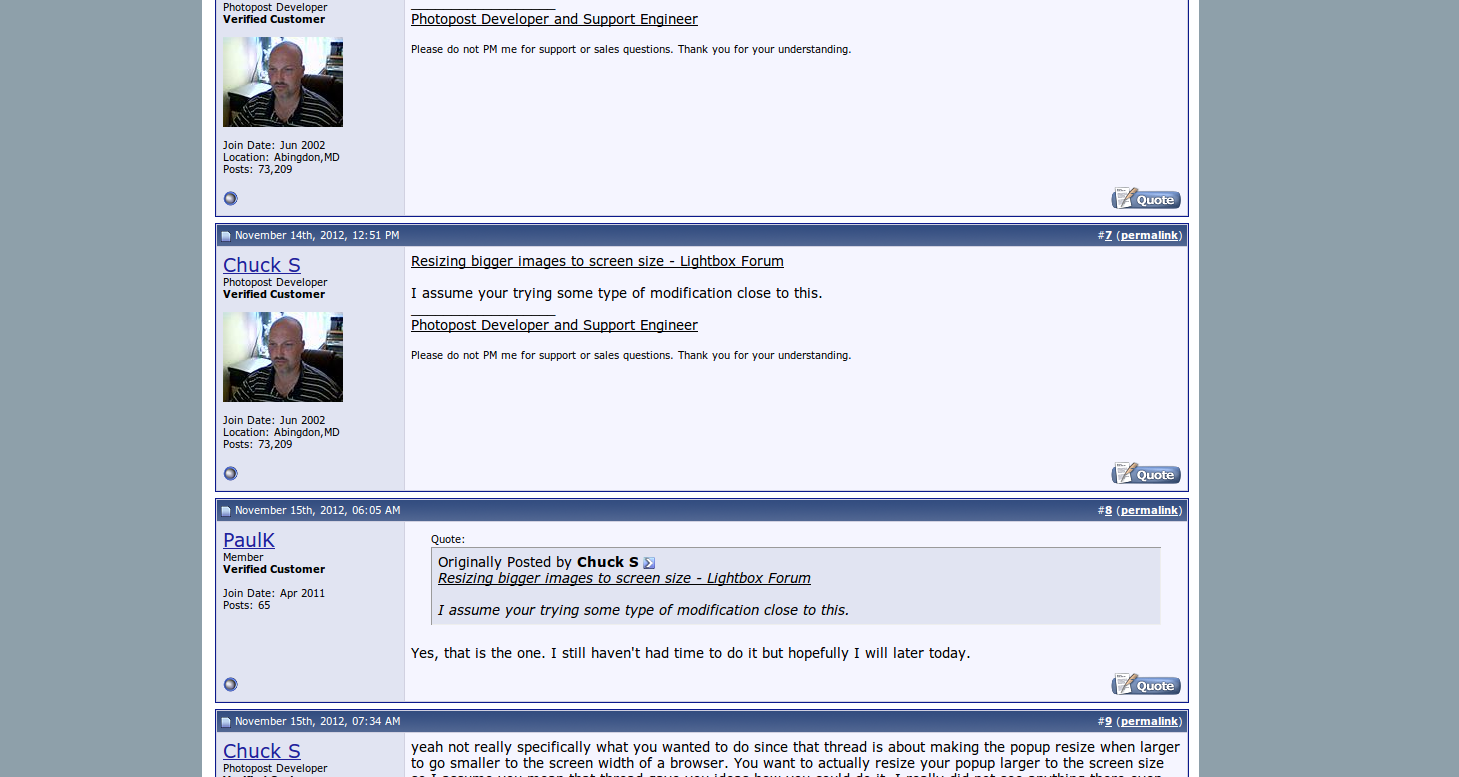 Photopost Developer
Verified Customer
Photopost Developer and Support Engineer
Please do not PM me for support or sales questions. Thank you for your understanding.
Join Date: Jun 2002
Location: Abingdon,MD
Posts: 73,209
Quote
November 14th, 2012, 12:51 PM
#7 (permalink)
Chuck S
Photopost Developer
Verified Customer
Resizing bigger images to screen size - Lightbox Forum
I assume your trying some type of modification close to this.
Photopost Developer and Support Engineer
Please do not PM me for support or sales questions. Thank you for your understanding.
Join Date: Jun 2002
Location: Abingdon,MD
Posts: 73,209
Quote
November 15th, 2012, 06:05 AM
#8 (permalink)
PaulK
Member
Verified Customer
Join Date: Apr 2011
Posts: 65
Quote:
Originally Posted by Chuck S
Resizing bigger images to screen size - Lightbox Forum
I assume your trying some type of modification close to this.
Yes, that is the one. I still haven't had time to do it but hopefully I will later today.
Quote
November 15th, 2012, 07:34 AM
#9 (permalink)
Chuck S
Photopost Developer
yeah not really specifically what you wanted to do since that thread is about making the popup resize when larger
to go smaller to the screen width of a browser. You want to actually resize your popup larger to the screen size